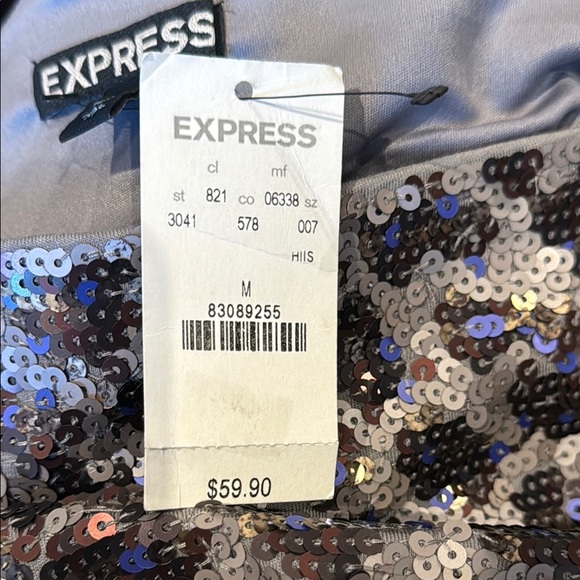 EXPRESS
EXPRESS
cl mf
st 821 co 06338 sz
3041 578 007
HIIS
M
83089255
$59.90